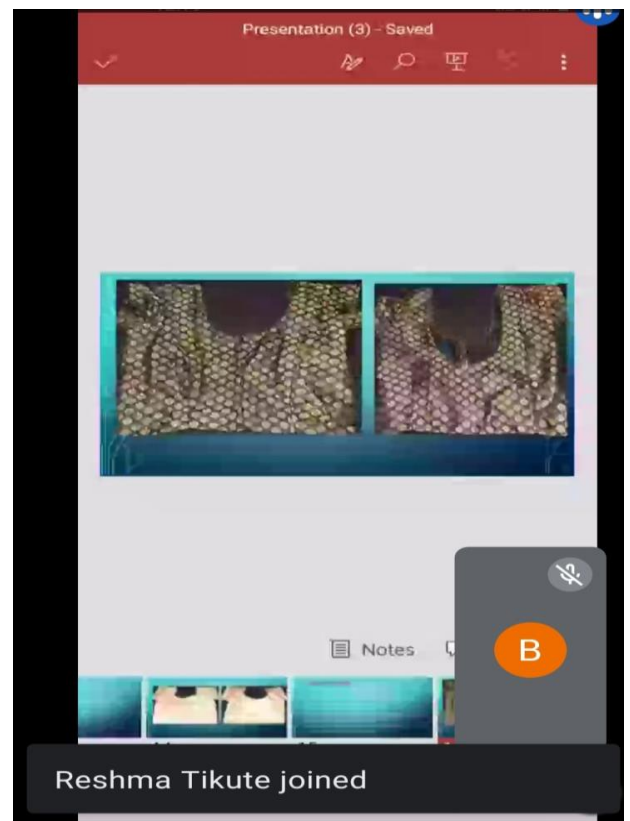 Presentation (3) - Saved
Notes
B
Reshma Tikute joined